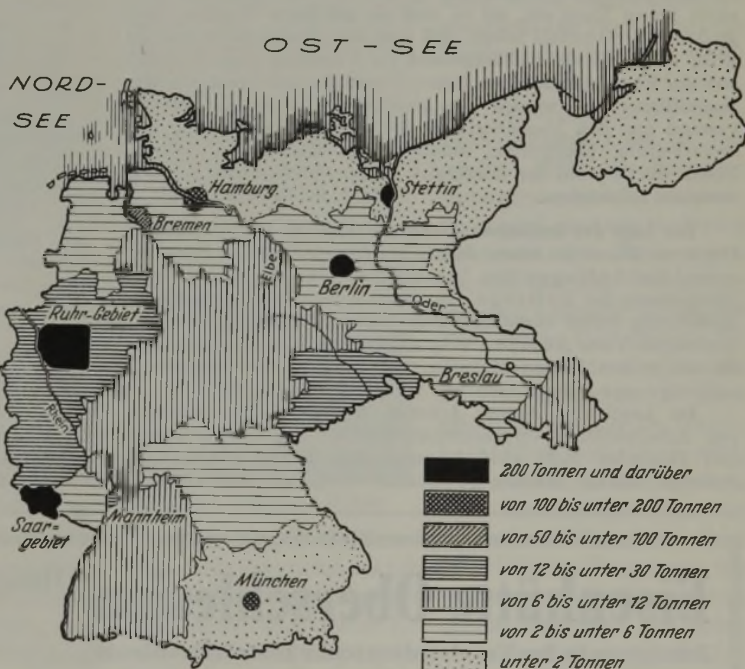 OST-SEE
NORD-
SEE
Hamburg
Stettin
Bremen
Elbe
Berlin
Oder
Ruhr-Gebiet
Breslau
Rhein
Saar-
gebiet
Mannheim
München
200 Tonnen und darüber
von 100 bis unter 200 Tonnen
von 50 bis unter 100 Tonnen
von 12 bis unter 30 Tonnen
von 6 bis unter 12 Tonnen
von 2 bis unter 6 Tonnen
unter 2 Tonnen